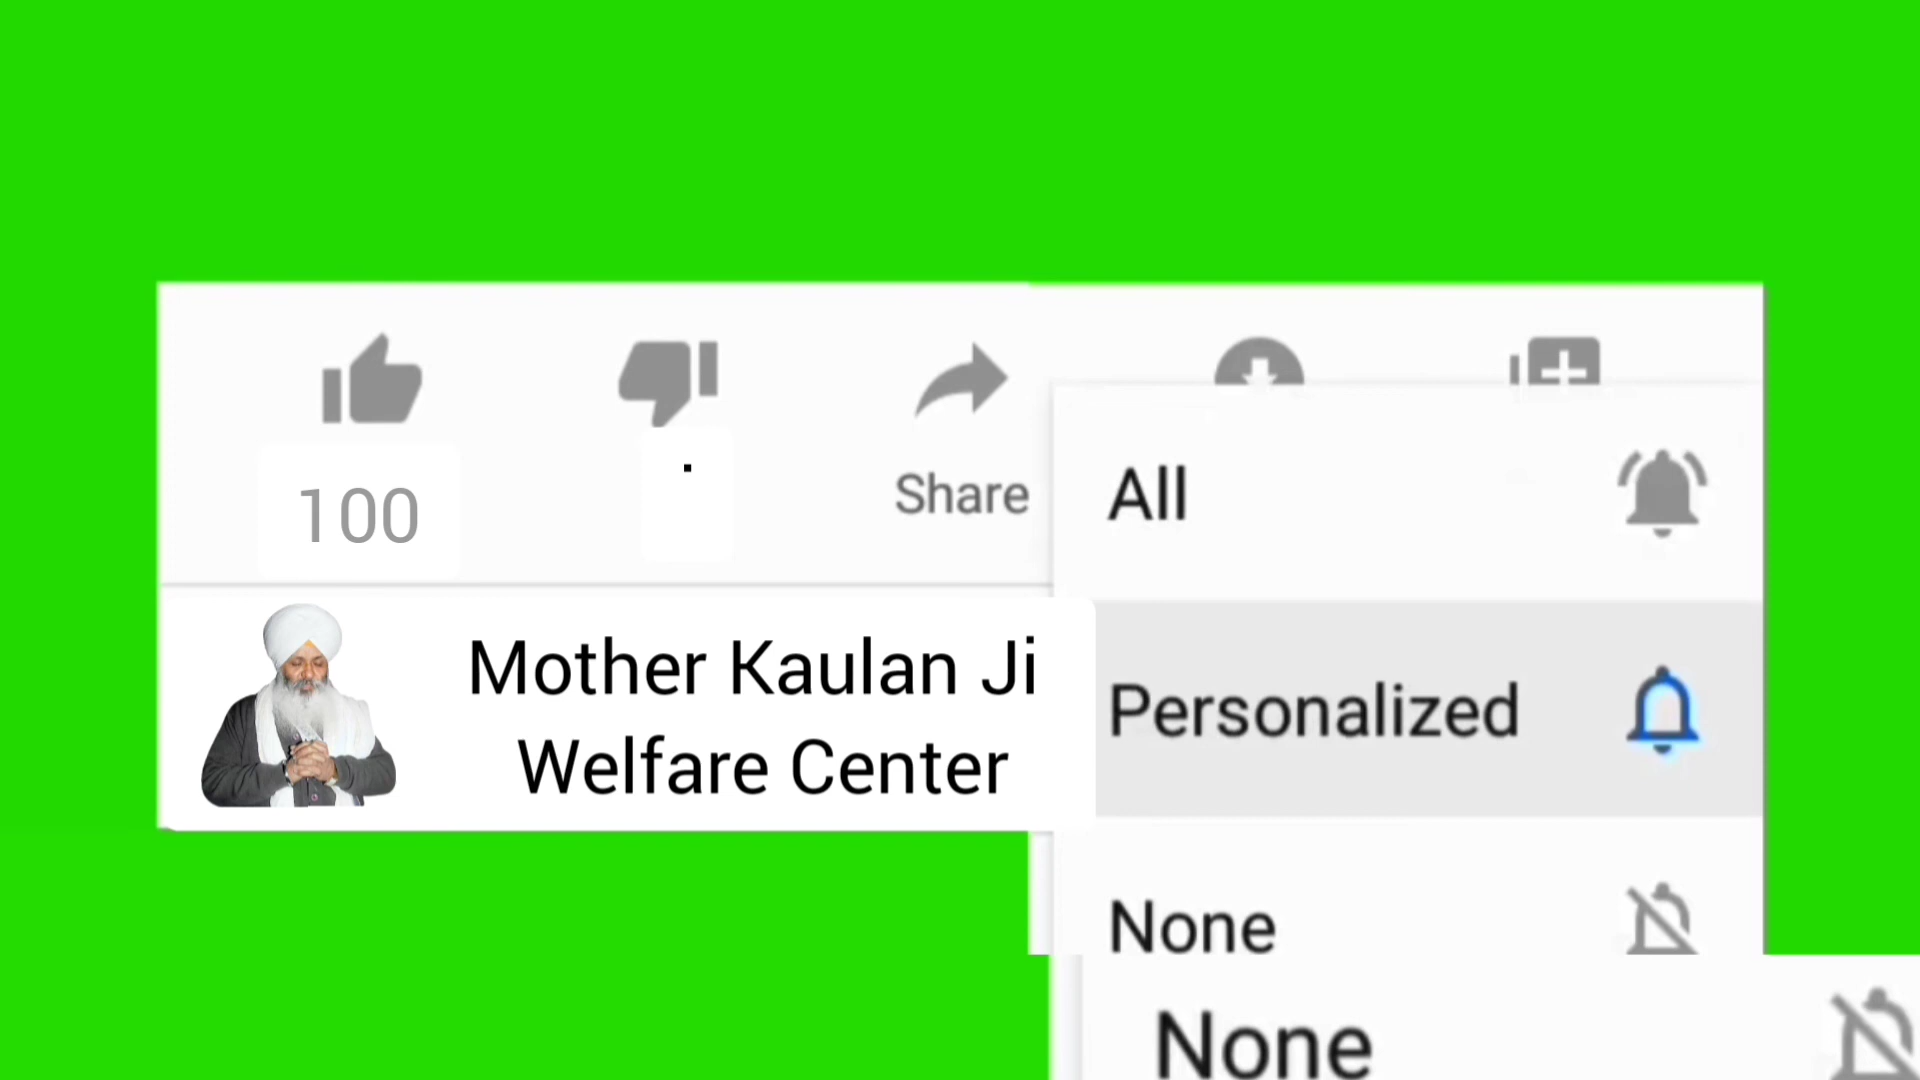 100
Share
All
Mother Kaulan Ji
Welfare Center
Personalized
None
None